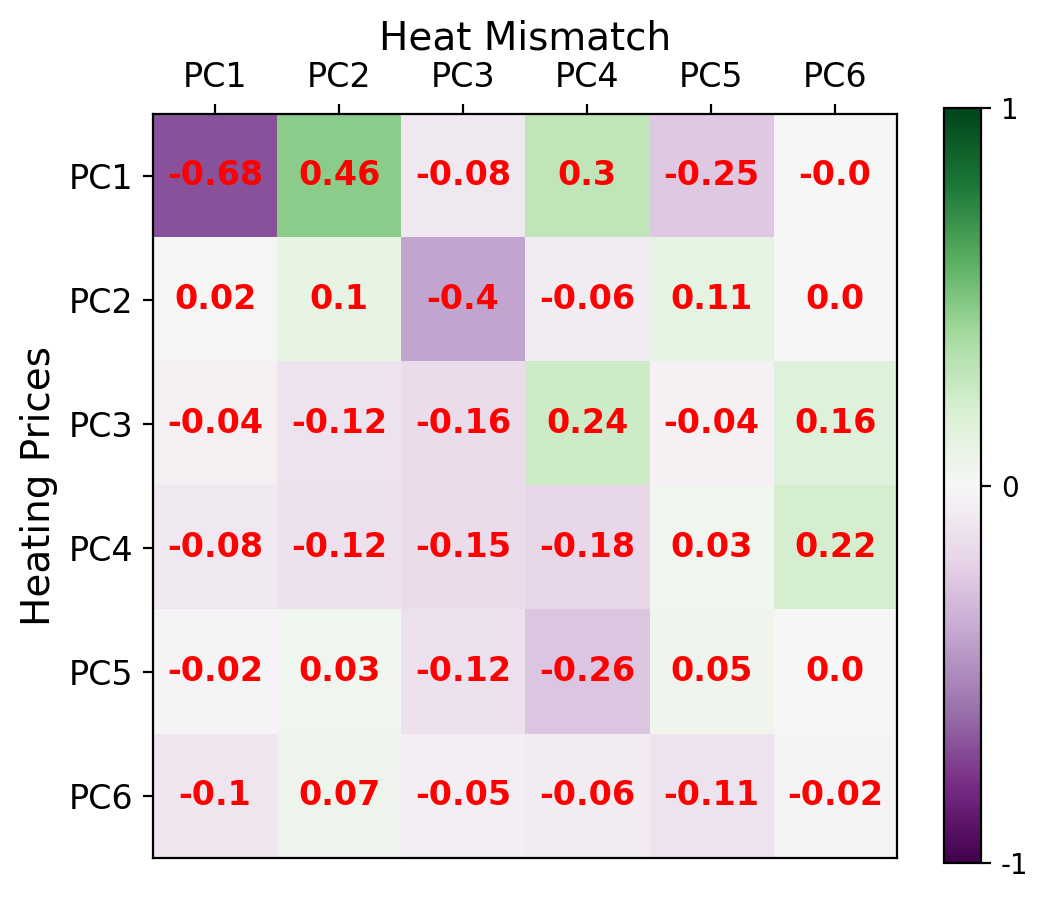 Heat Mismatch
PC1 PC2 PC3 PC4 PC5 PC6
1
PC1 -0.68 0.46 -0.08 0.3 -0.25 -0.0
PC2 0.02 0.1 -0.4 -0.06 0.11 0.0
Heating Prices
PC3 -0.04 -0.12 -0.16 0.24 -0.04 0.16
0
PC4 -0.08 -0.12 -0.15 -0.18 0.03 0.22
PC5 -0.02 0.03 -0.12 -0.26 0.05 0.0
PC6 -0.1 0.07 -0.05 -0.06 -0.11 -0.02
-1